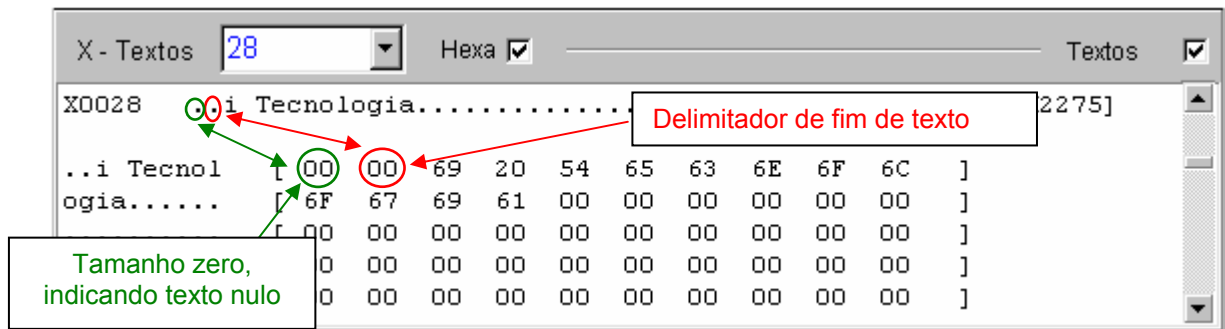 X - Textos 28 Hexa Textos
X0028 ..i Tecnologia.............. 2275]
Delimitador de fim de texto
..i Tecnol [ 00 00 69 20 54 65 63 6E 6F 6C ]
ogia...... [ 6F 67 69 61 00 00 00 00 00 00 ]
.......... [ 00 00 00 00 00 00 00 00 00 00 ]
Tamanho zero,
00 00 00 00 00 00 00 00 00 ]
indicando texto nulo
00 00 00 00 00 00 00 00 00 ]